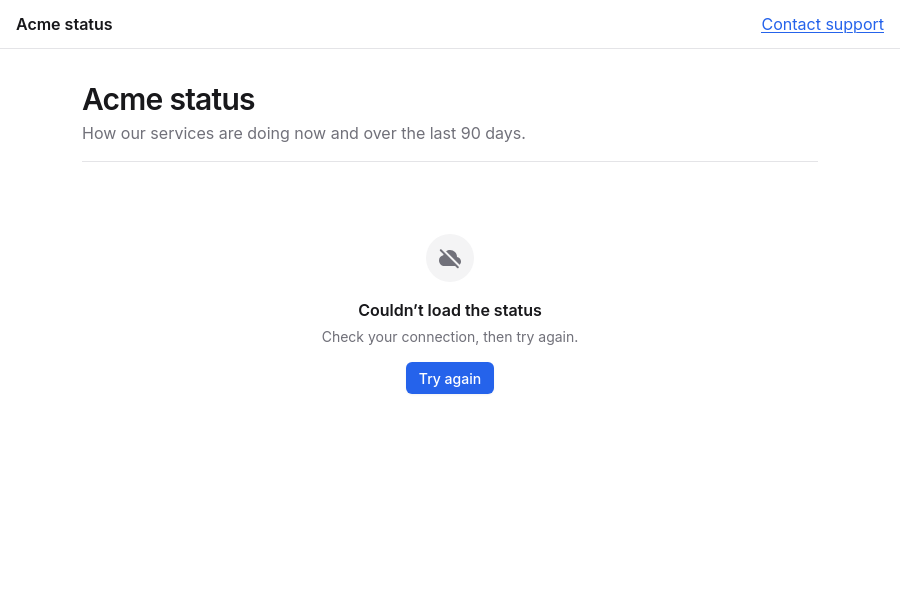 Acme status
Contact support
Acme status
How our services are doing now and over the last 90 days.
Couldn’t load the status
Check your connection, then try again.
Try again